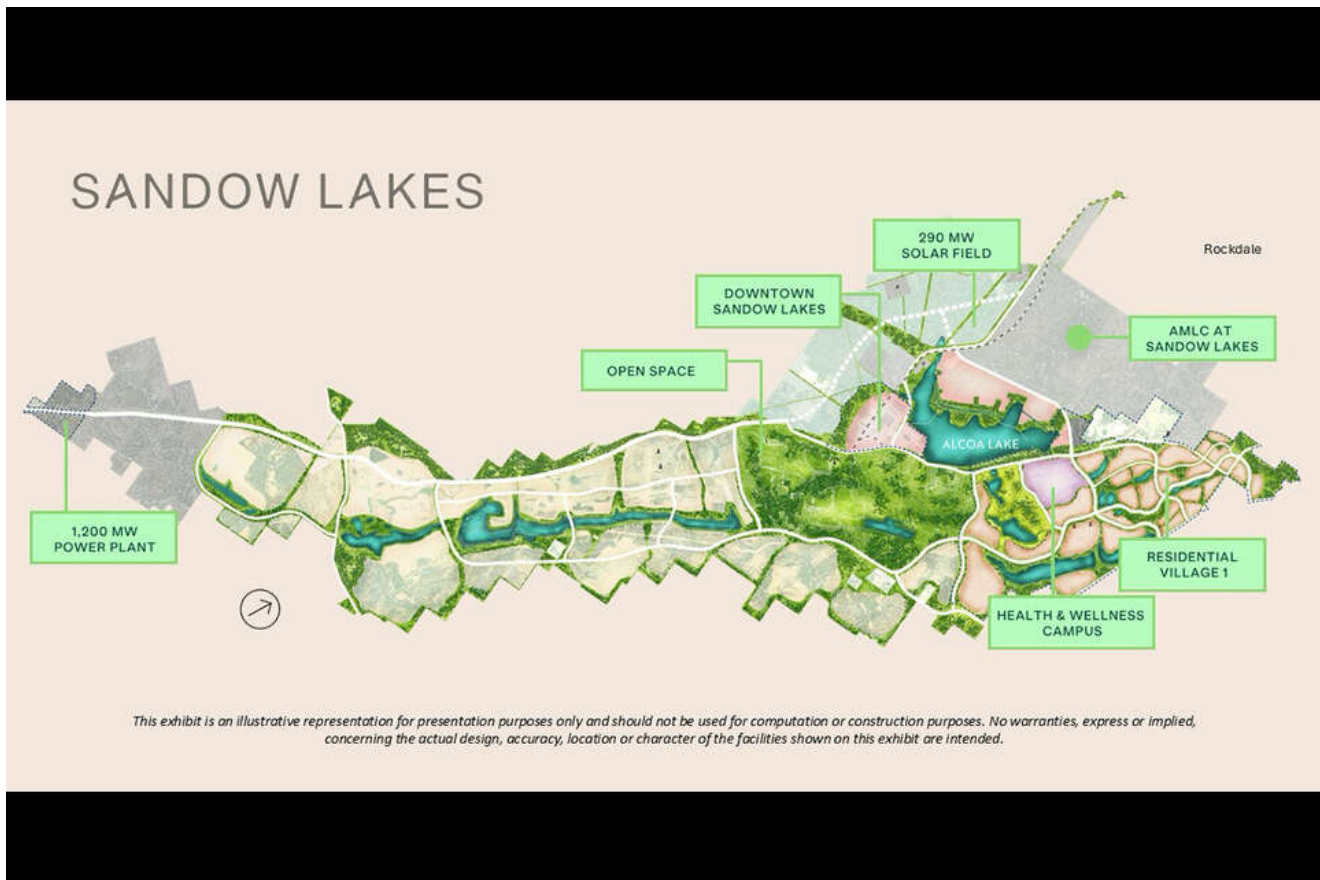 SANDOW LAKES
290 MW
SOLAR FIELD
Rockdale
DOWNTOWN
SANDOW LAKES
AMLC AT
SANDOW LAKES
OPEN SPACE
ALCOA LAKE
1,200 MW
POWER PLANT
RESIDENTIAL
VILLAGE 1
HEALTH & WELLNESS
CAMPUS
This exhibit is an illustrative representation for presentation purposes only and should not be used for computation or construction purposes. No warranties, express or implied,
concerning the actual design, accuracy, location or character of the facilities shown on this exhibit are intended.